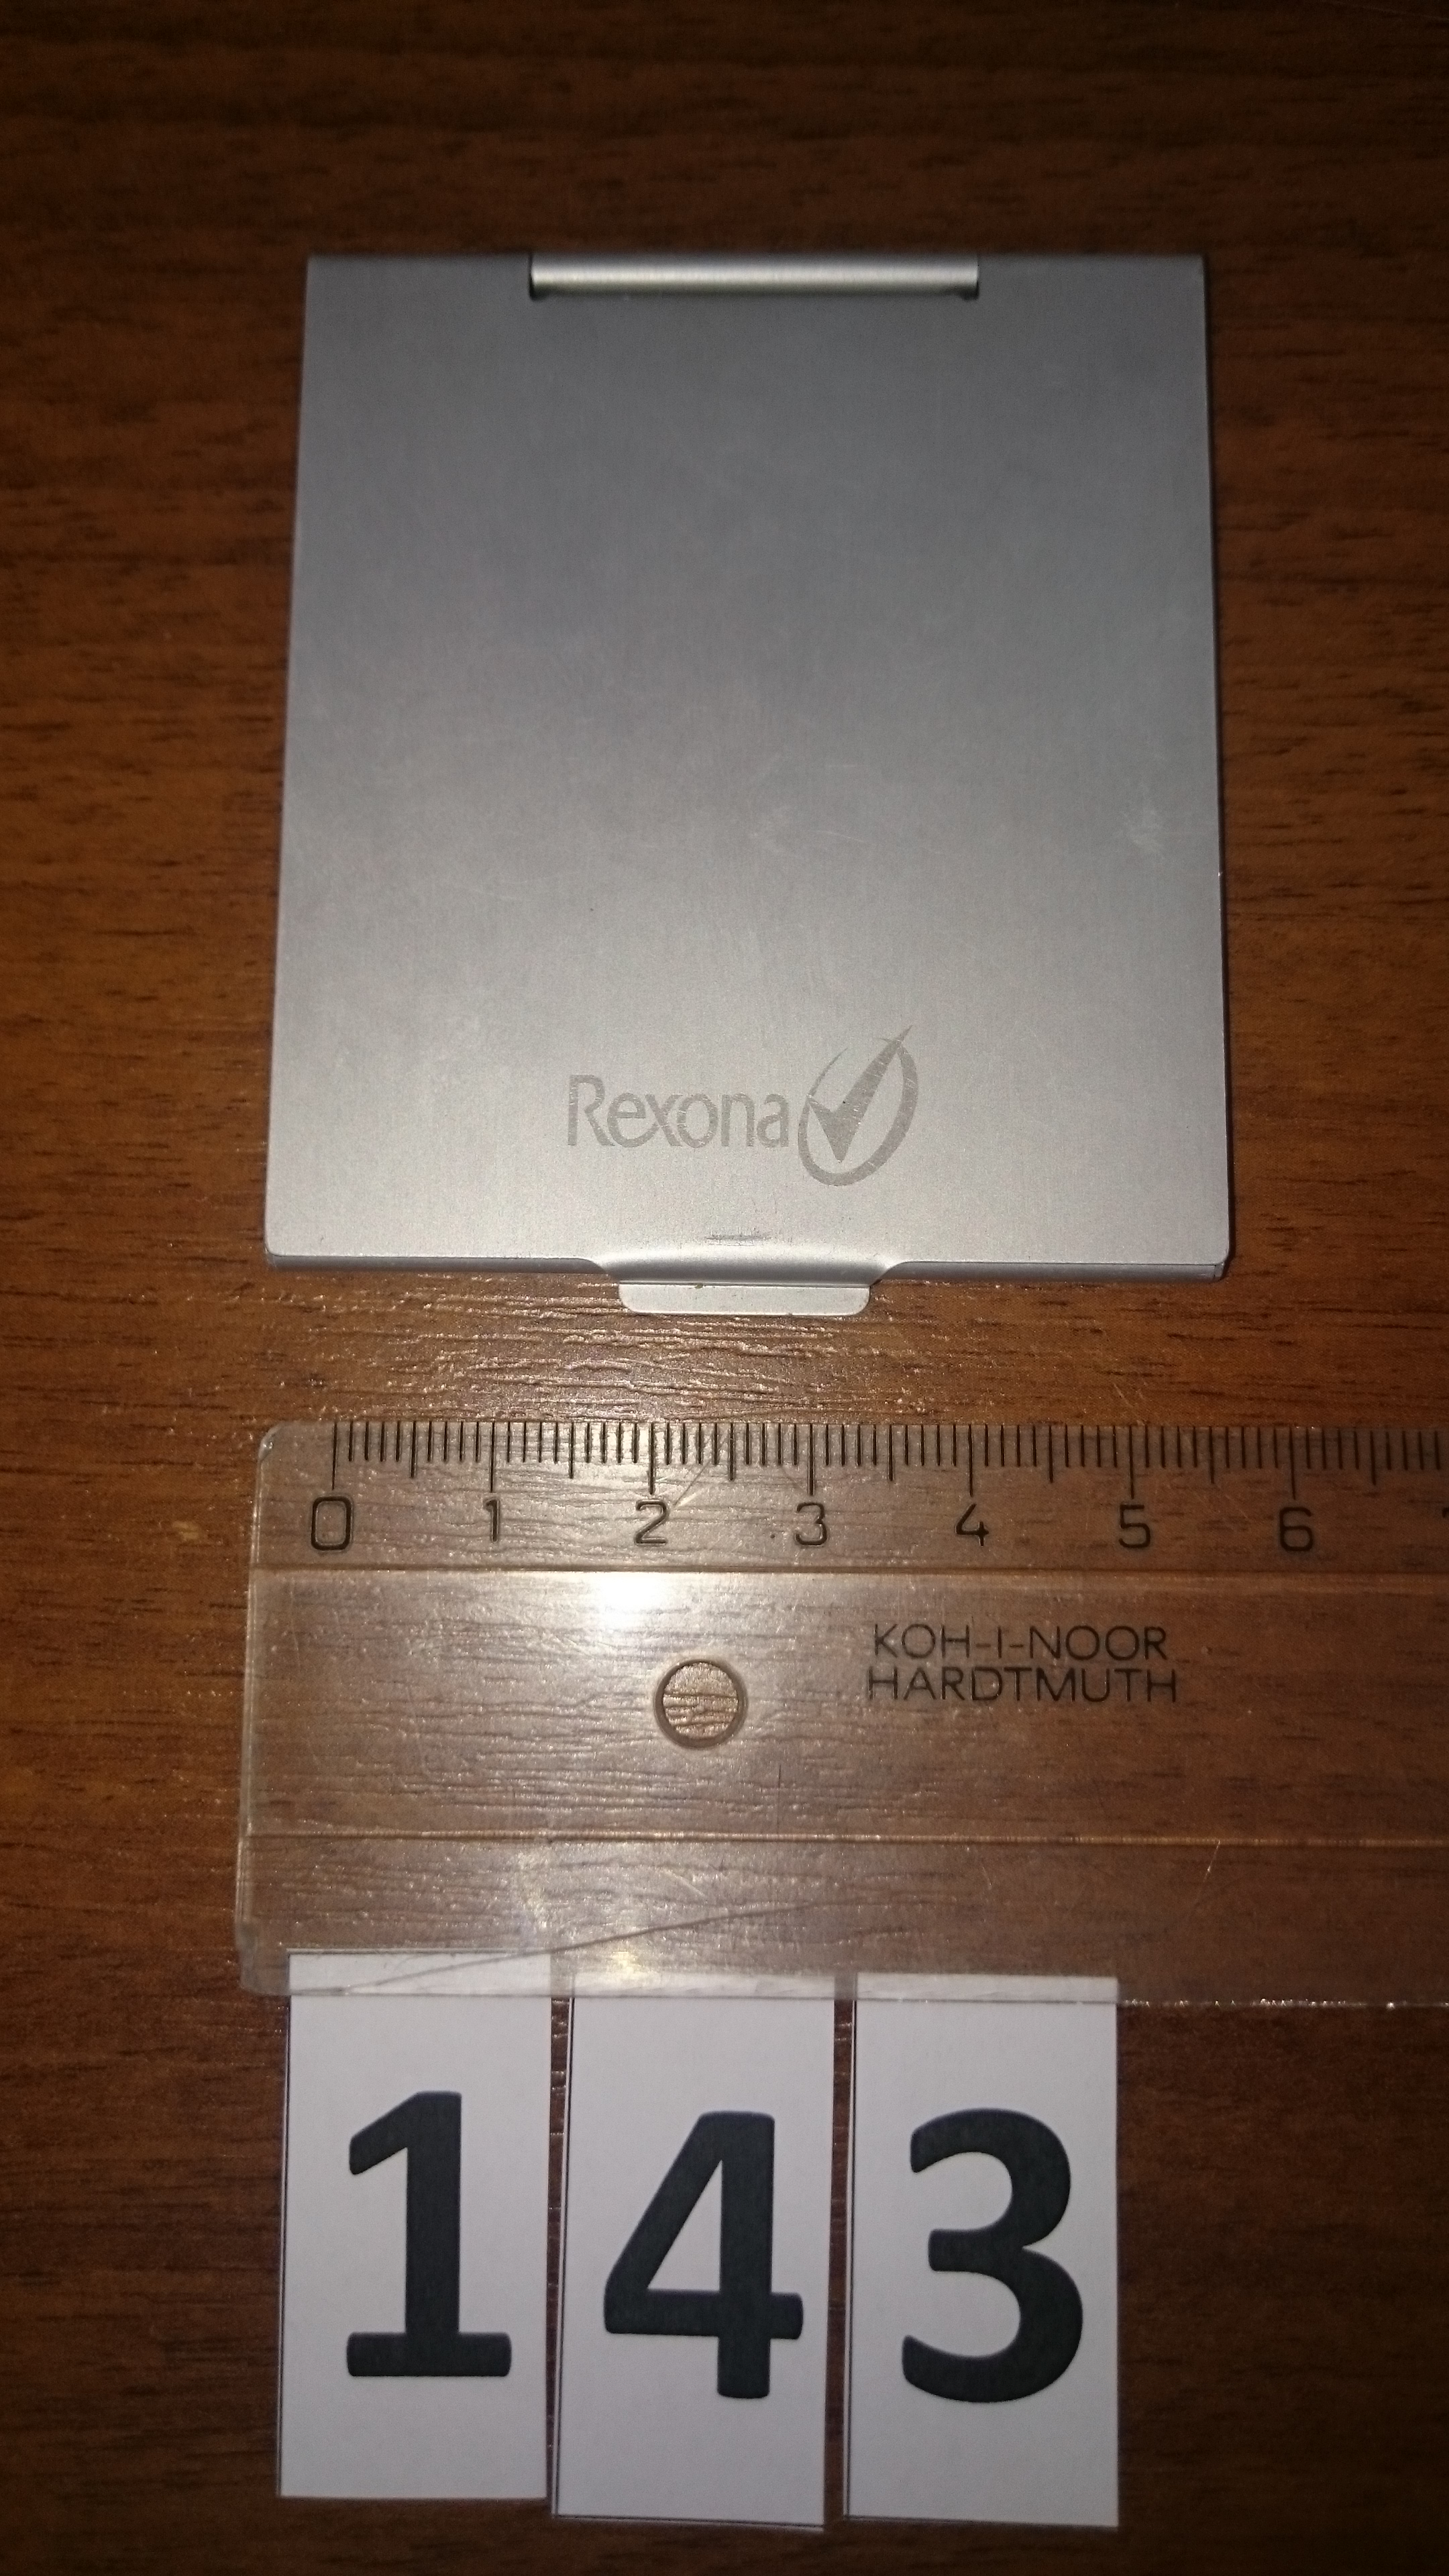 Rexona
0 1 2 3 4 5 6
KOH-I-NOOR
HARDTMUTH
143